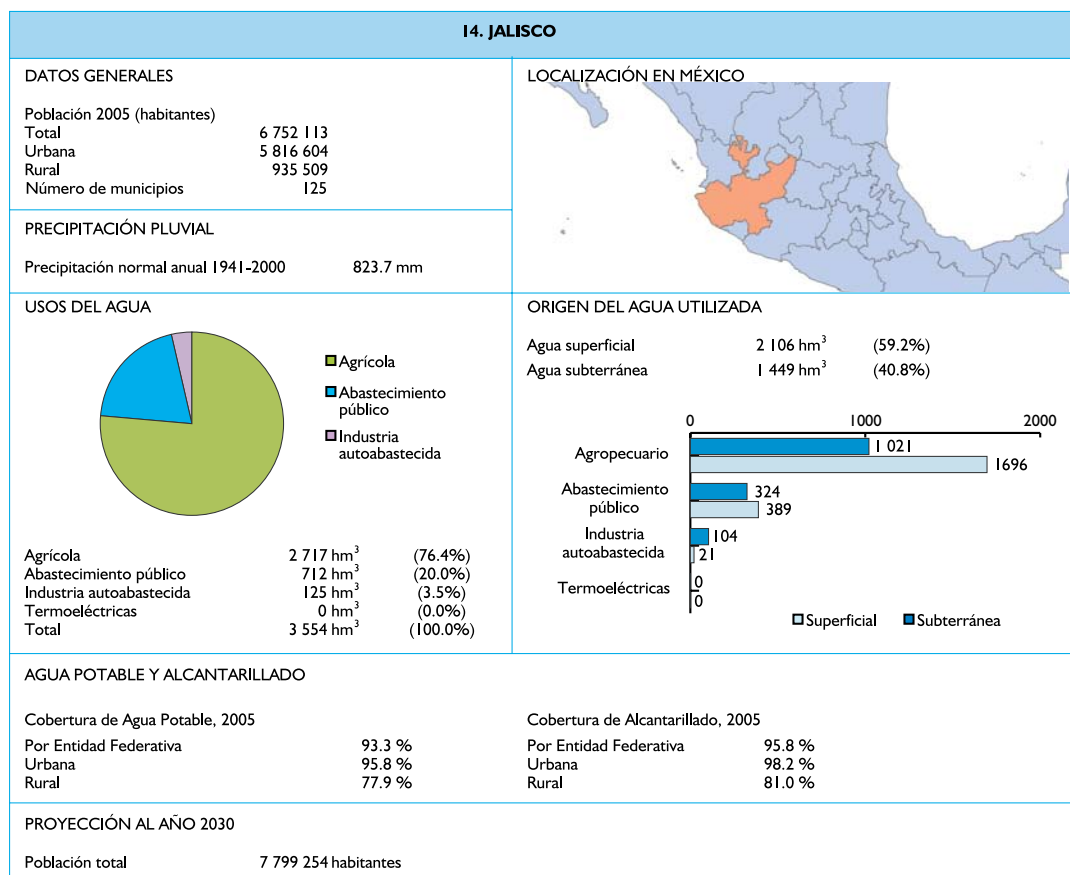 14. JALISCO
DATOS GENERALES
Población 2005 (habitantes)
Total 6 752 113
Urbana 5 816 604
Rural 935 509
Número de municipios 125
LOCALIZACIÓN EN MÉXICO
PRECIPITACIÓN PLUVIAL
Precipitación normal anual 1941-2000 823.7 mm
USOS DEL AGUA
Agrícola
Abastecimiento
público
Industria
autoabastecida
Agrícola 2 717 hm³ (76.4%)
Abastecimiento público 712 hm³ (20.0%)
Industria autoabastecida 125 hm³ (3.5%)
Termoeléctricas 0 hm³ (0.0%)
Total 3 554 hm³ (100.0%)
ORIGEN DEL AGUA UTILIZADA
Agua superficial 2 106 hm³ (59.2%)
Agua subterránea 1 449 hm³ (40.8%)
0 1000 2000
Agropecuario 1 021 1696
Abastecimiento
público 324 389
Industria
autoabastecida 104 21
Termoeléctricas 0 0
Superficial Subterránea
AGUA POTABLE Y ALCANTARILLADO
Cobertura de Agua Potable, 2005
Por Entidad Federativa 93.3 %
Urbana 95.8 %
Rural 77.9 %
Cobertura de Alcantarillado, 2005
Por Entidad Federativa 95.8 %
Urbana 98.2 %
Rural 81.0 %
PROYECCIÓN AL AÑO 2030
Población total 7 799 254 habitantes